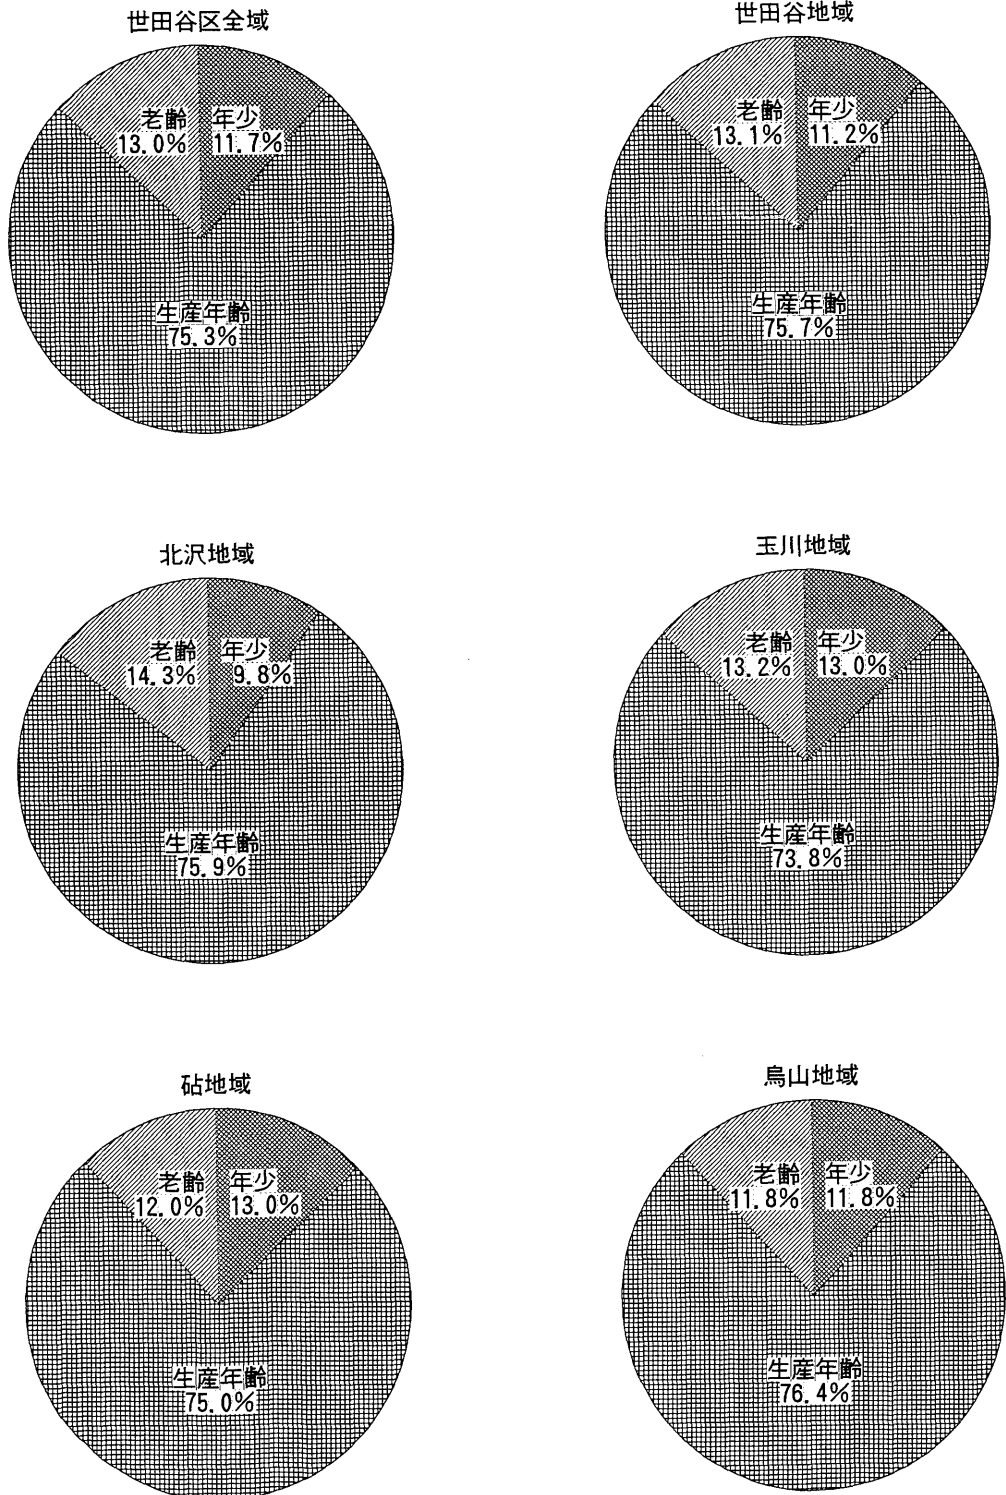 世田谷区全域
老齢
13.0%
年少
11.7%
生産年齢
75.3%
世田谷地域
老齢
13.1%
年少
11.2%
生産年齢
75.7%
北沢地域
老齢
14.3%
年少
9.8%
生産年齢
75.9%
玉川地域
老齢
13.2%
年少
13.0%
生産年齢
73.8%
砧地域
老齢
12.0%
年少
13.0%
生産年齢
75.0%
烏山地域
老齢
11.8%
年少
11.8%
生産年齢
76.4%